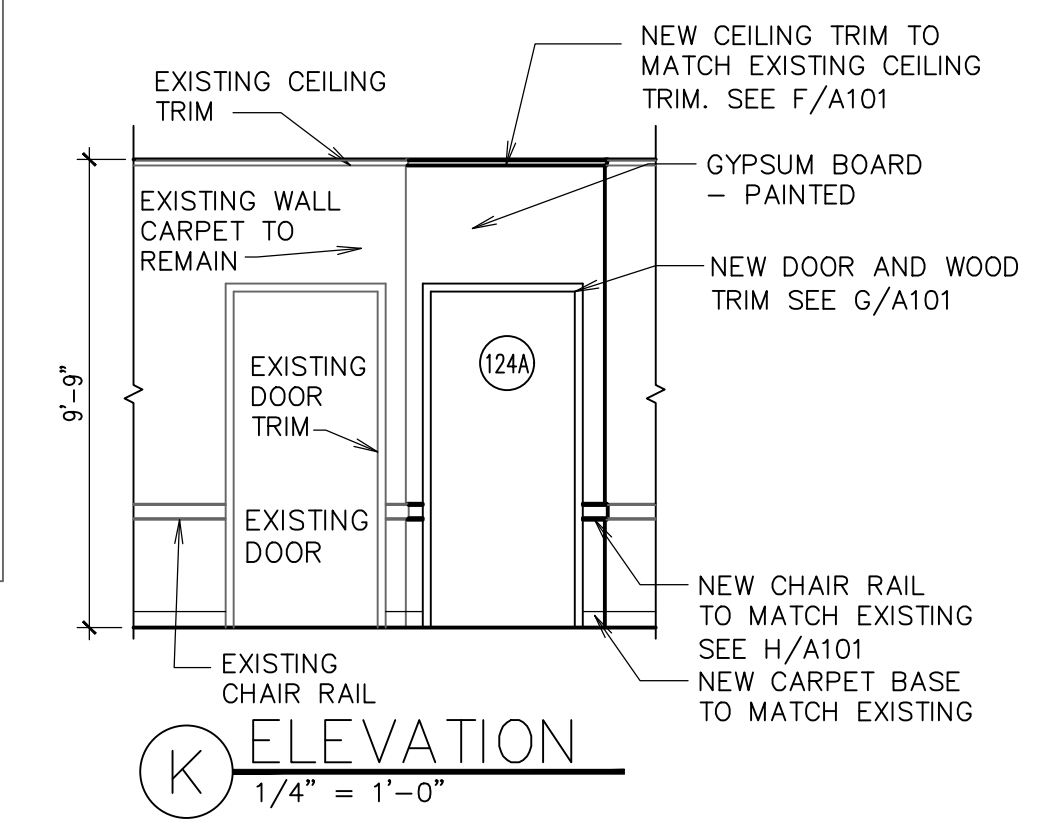 NEW CEILING TRIM TO
MATCH EXISTING CEILING
TRIM. SEE F/A101
EXISTING CEILING
TRIM
GYPSUM BOARD
– PAINTED
EXISTING WALL
CARPET TO
REMAIN
NEW DOOR AND WOOD
TRIM SEE G/A101
124A
EXISTING
DOOR
TRIM
9'-9"
EXISTING
DOOR
NEW CHAIR RAIL
TO MATCH EXISTING
SEE H/A101
EXISTING
CHAIR RAIL
NEW CARPET BASE
TO MATCH EXISTING
K
ELEVATION
1/4" = 1'-0"